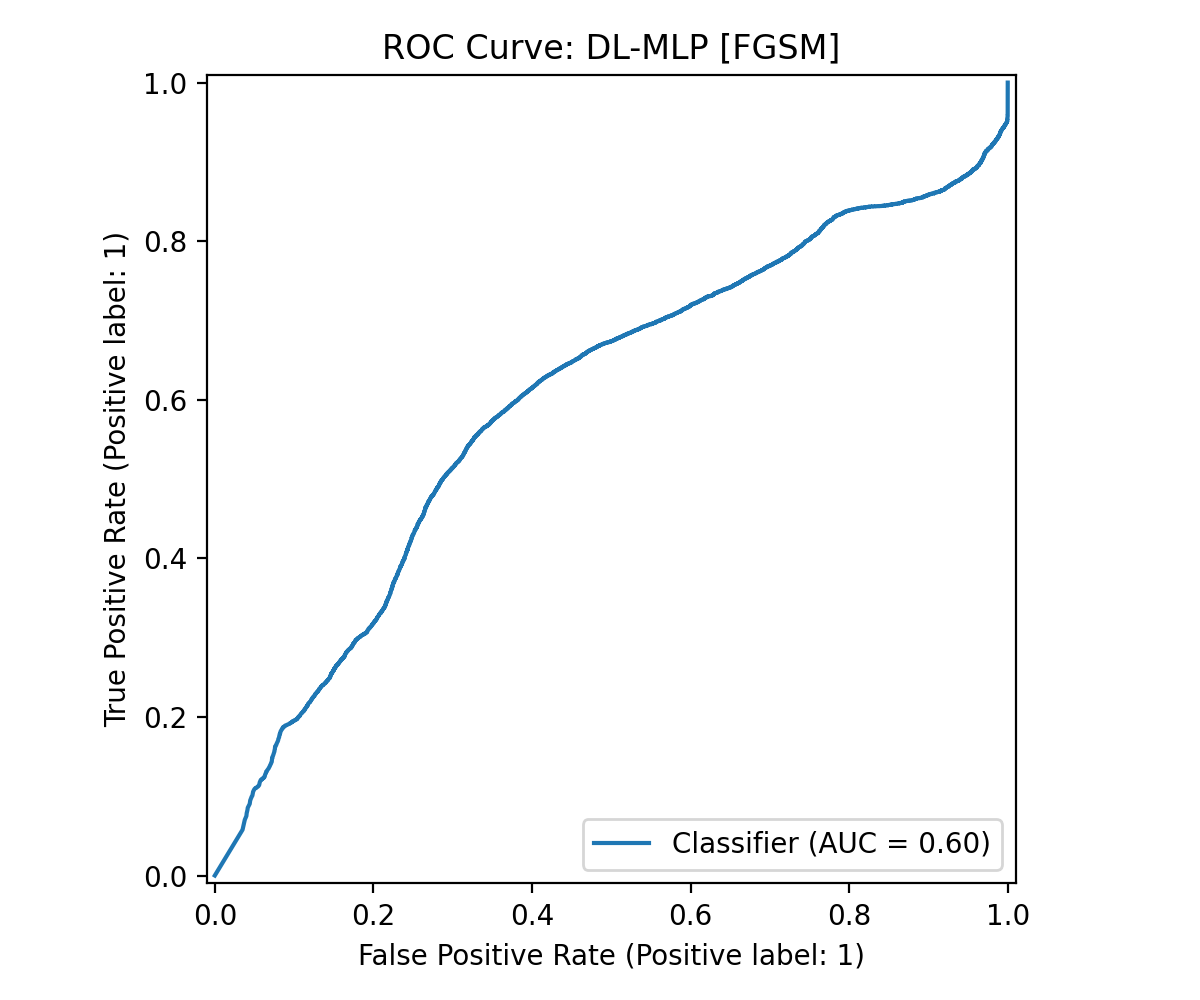 ROC Curve: DL-MLP [FGSM]
True Positive Rate (Positive label: 1)
1.0
0.8
0.6
0.4
0.2
0.0
Classifier (AUC = 0.60)
0.0 0.2 0.4 0.6 0.8 1.0
False Positive Rate (Positive label: 1)